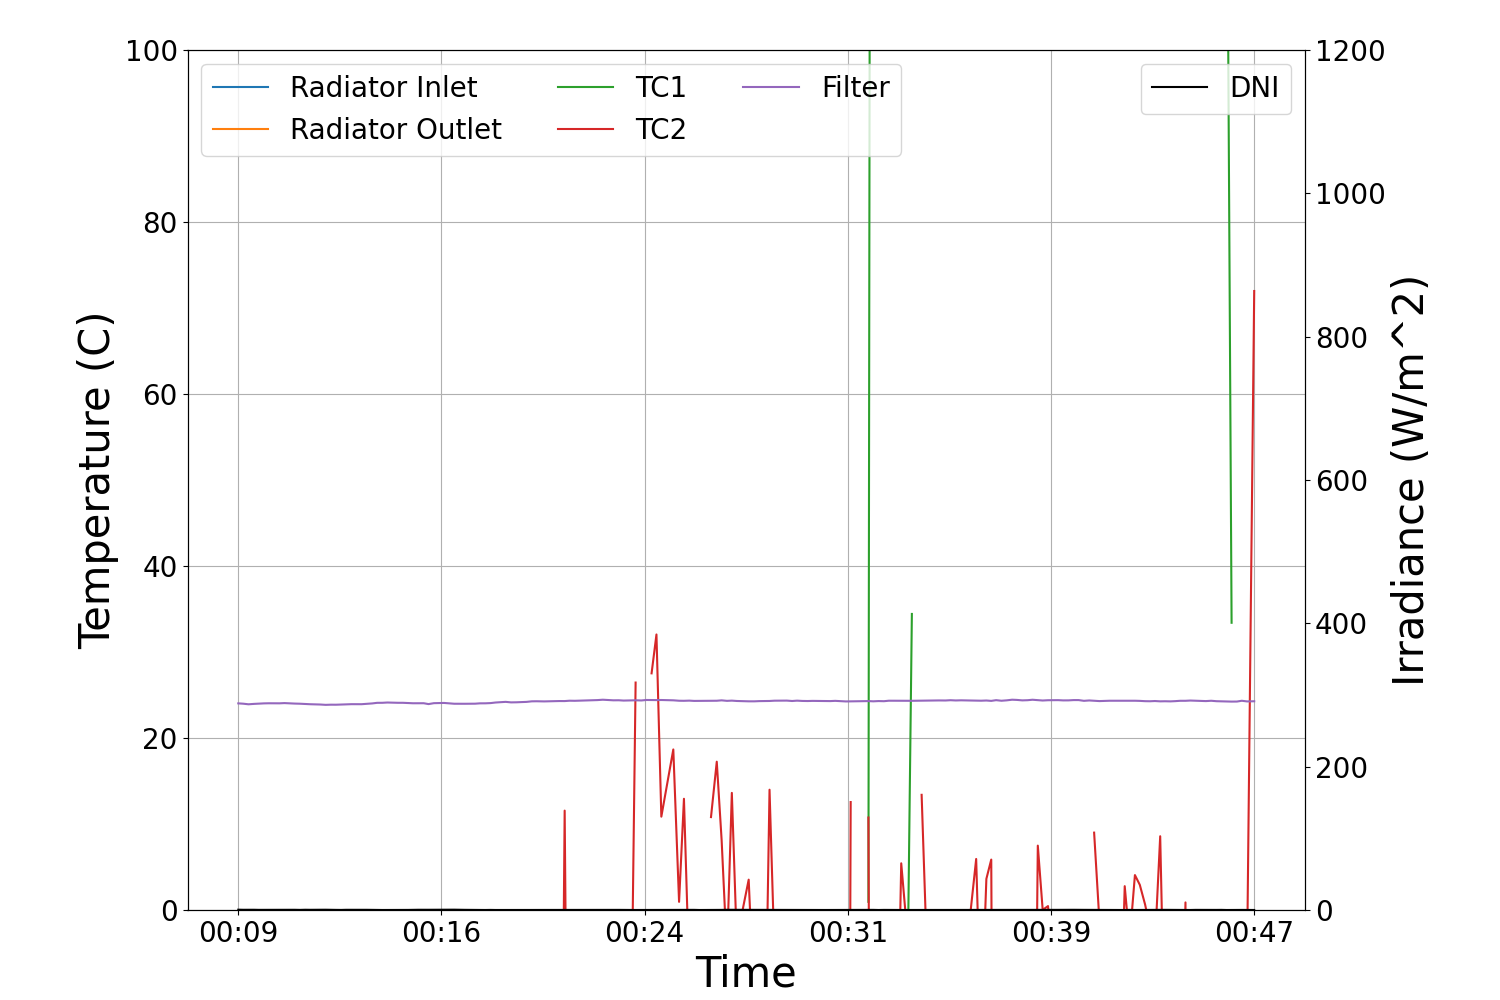 100
80
60
40
20
0
Temperature (C)
Radiator Inlet
Radiator Outlet
TC1
TC2
Filter
DNI
1200
1000
800
600
400
200
0
Irradiance (W/m^2)
00:09 00:16 00:24 00:31 00:39 00:47
Time